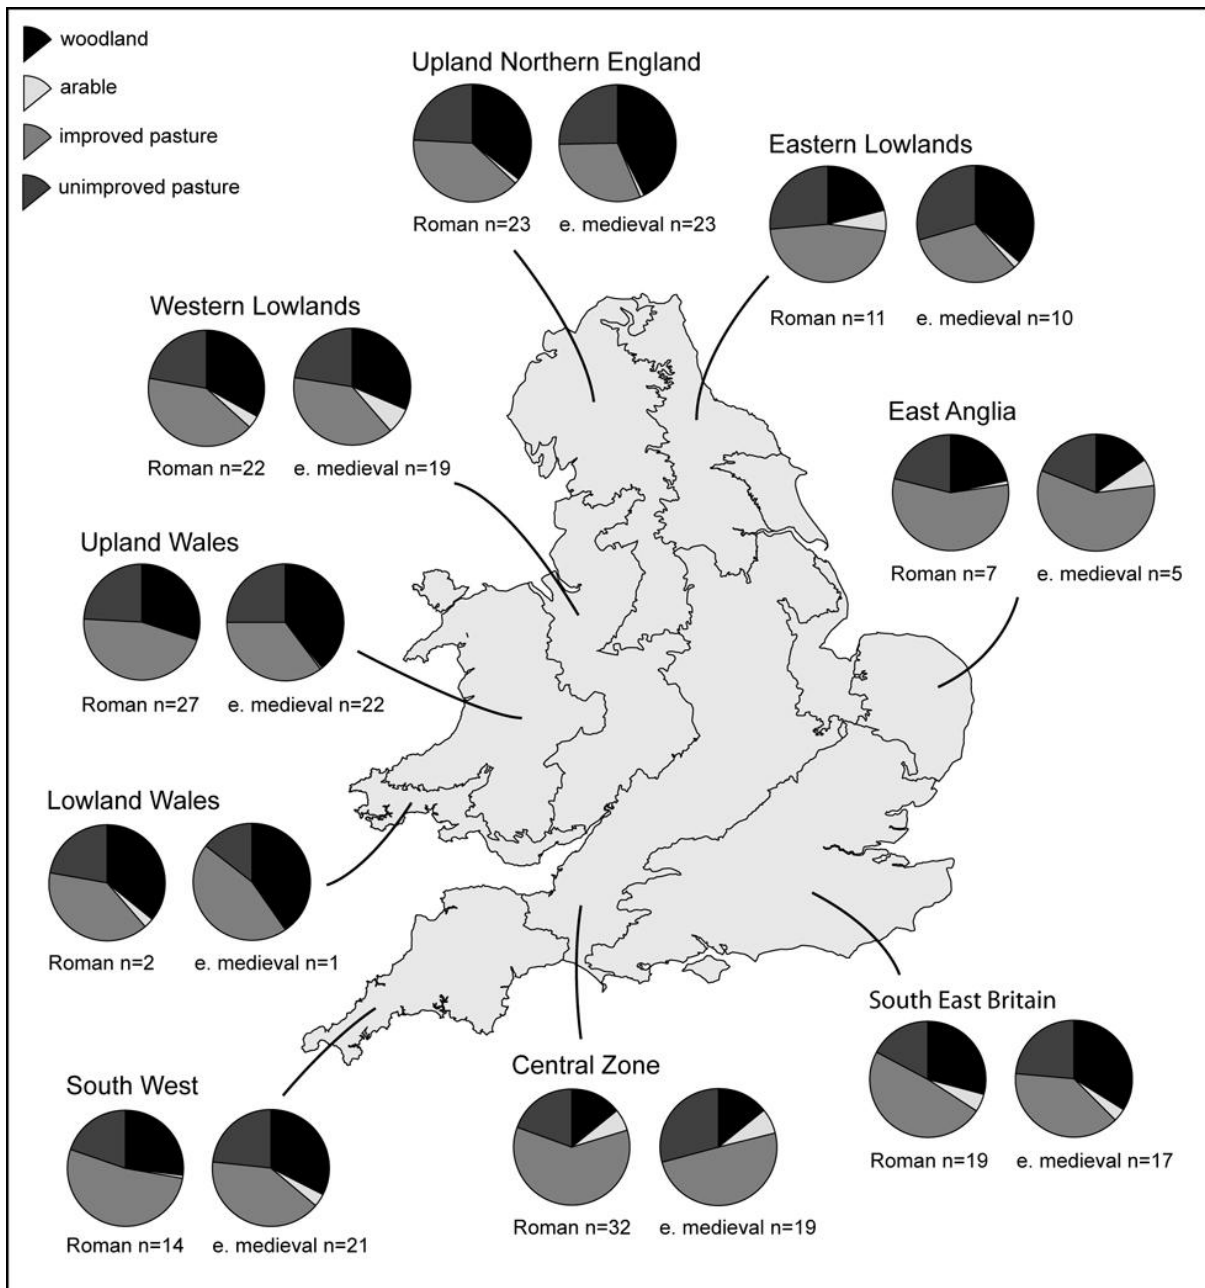 woodland
arable
improved pasture
unimproved pasture
Upland Northern England
Roman n=23 e. medieval n=23
Eastern Lowlands
Roman n=11 e. medieval n=10
Western Lowlands
Roman n=22 e. medieval n=19
East Anglia
Roman n=7 e. medieval n=5
Upland Wales
Roman n=27 e. medieval n=22
Lowland Wales
Roman n=2 e. medieval n=1
South East Britain
Roman n=19 e. medieval n=17
Central Zone
Roman n=32 e. medieval n=19
South West
Roman n=14 e. medieval n=21